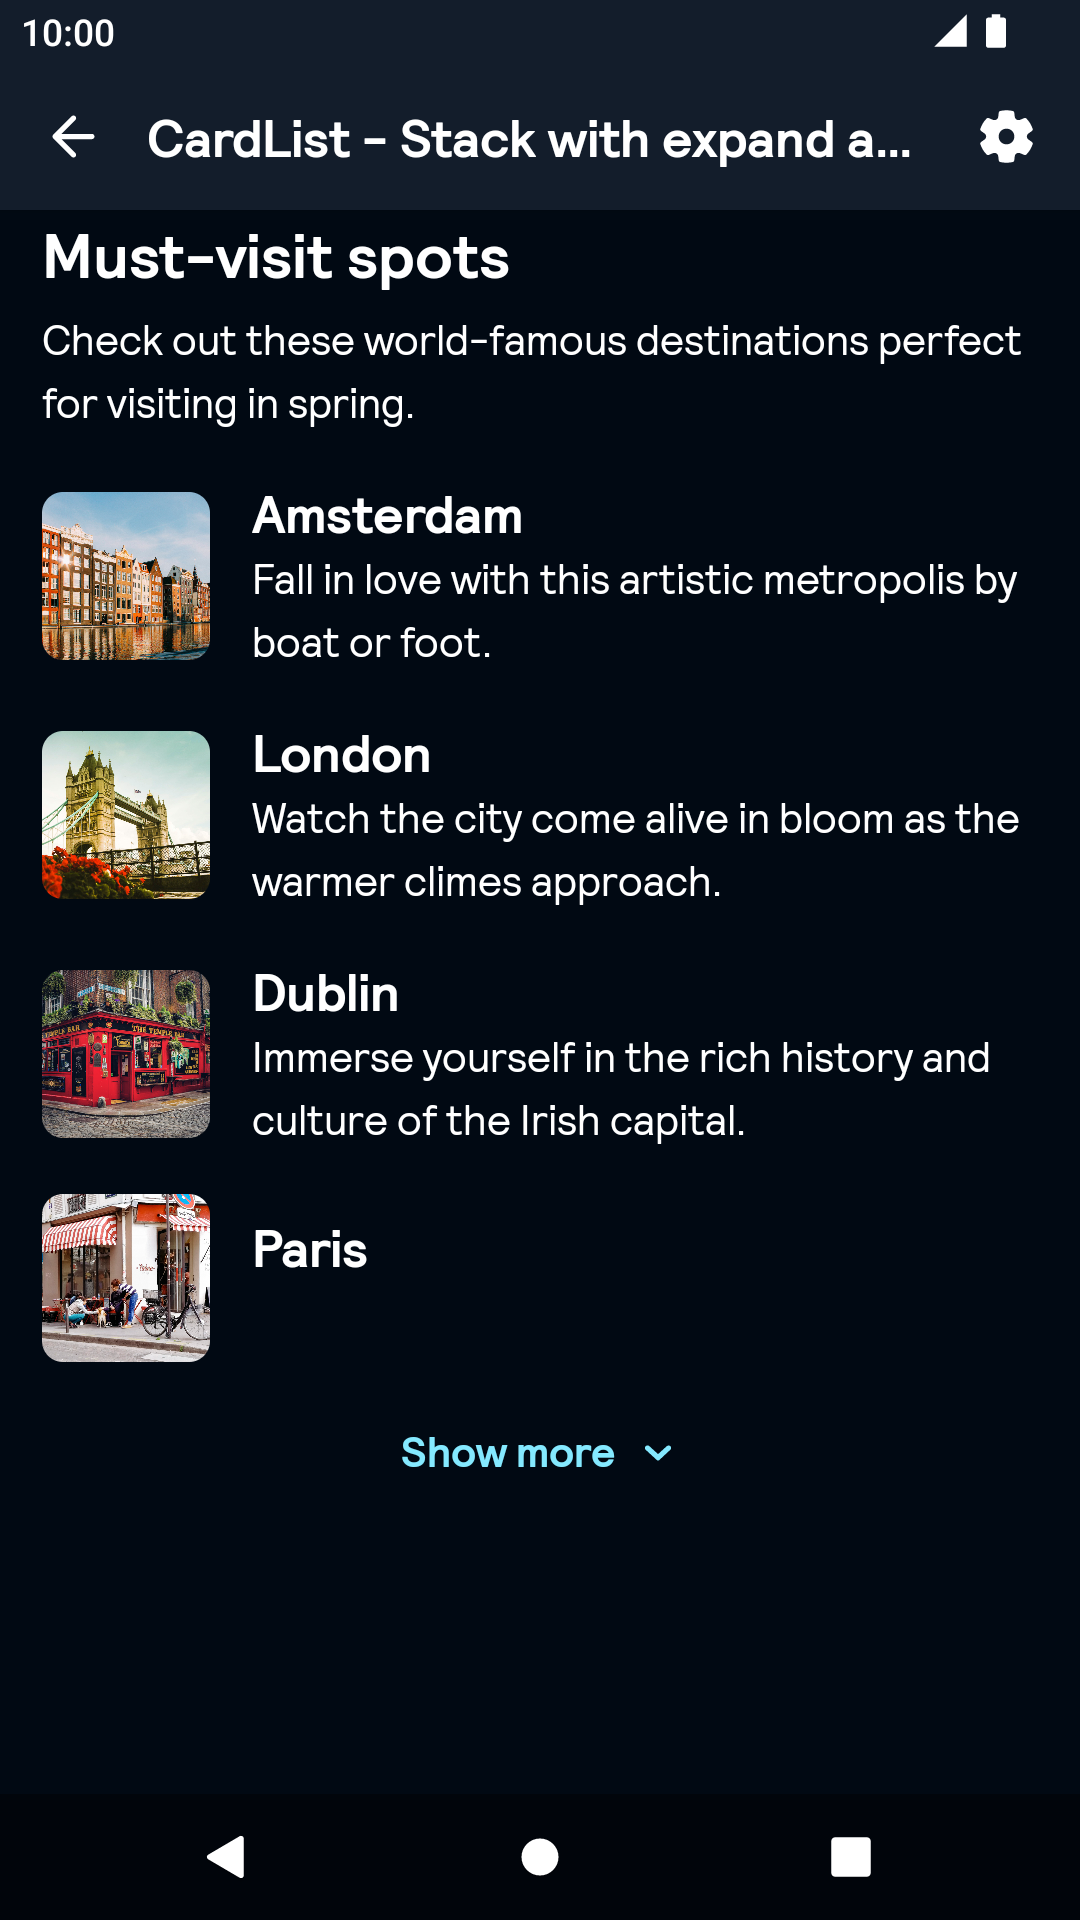 10:00
CardList - Stack with expand a...
Must-visit spots
Check out these world-famous destinations perfect
for visiting in spring.
Amsterdam
Fall in love with this artistic metropolis by
boat or foot.
London
Watch the city come alive in bloom as the
warmer climes approach.
Dublin
Immerse yourself in the rich history and
culture of the Irish capital.
THE TEMPLE BAR
Paris
Show more